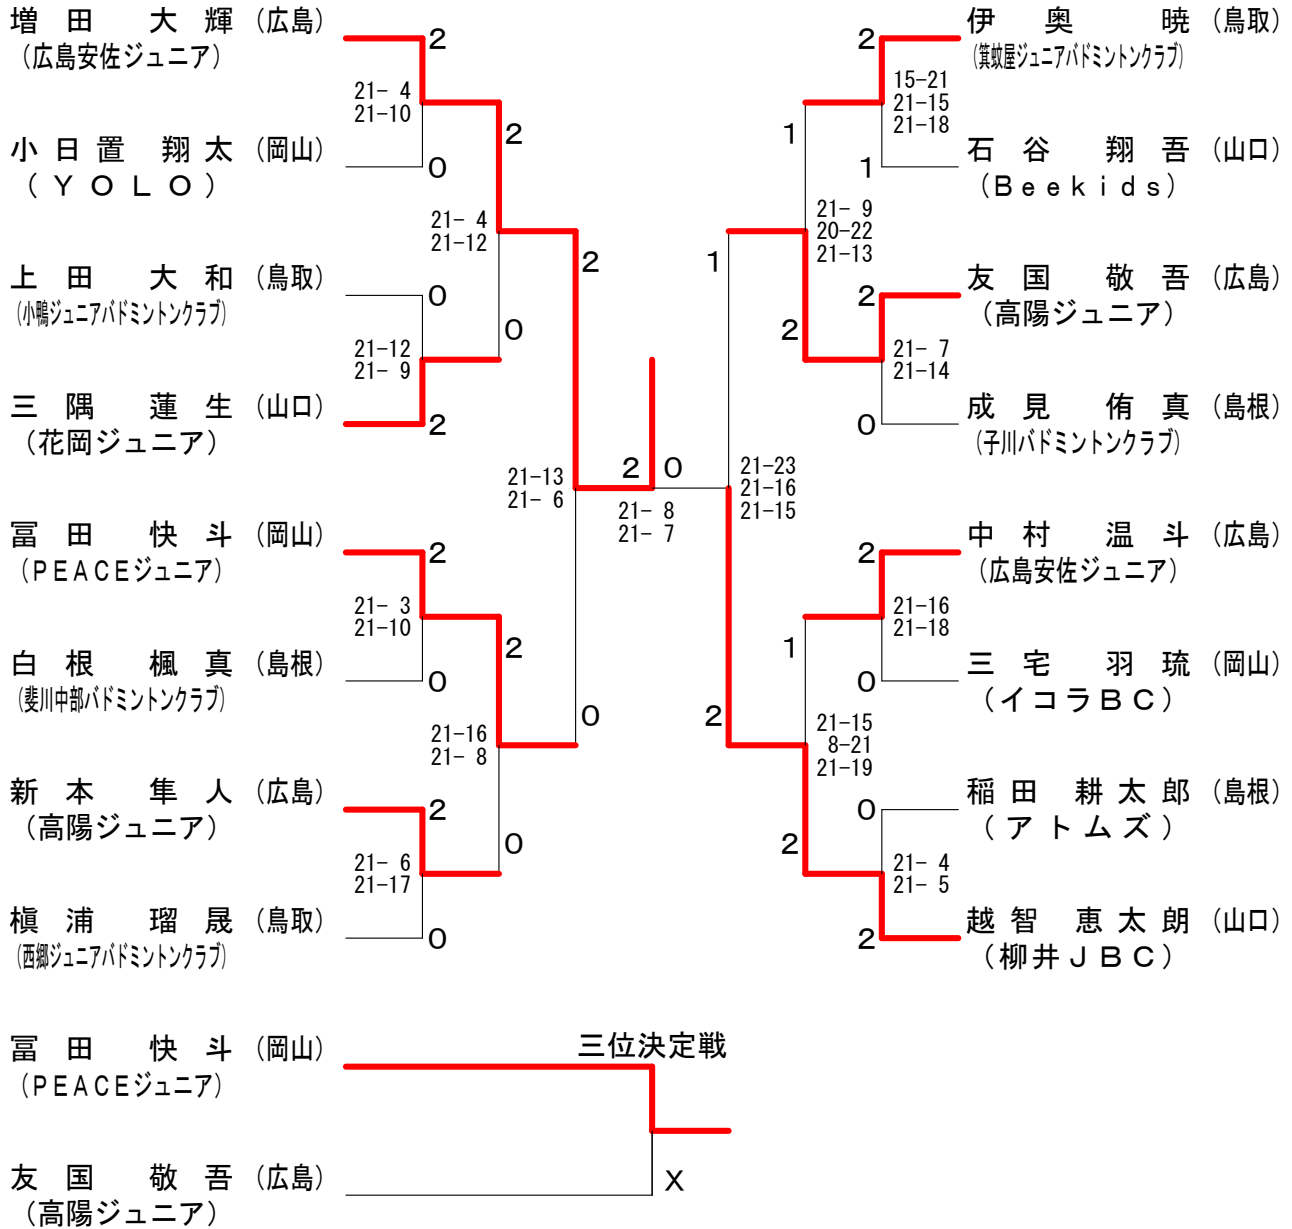 増田 大輝 (広島)
(広島安佐ジュニア)
2
21- 4
21-10
小日置 翔太 (岡山)
(YOLO)
0
2
21- 4
21-12
上田 大和 (鳥取)
(小鴨ジュニアバドミントンクラブ)
0
21-12
21- 9
三隅 蓮生 (山口)
(花岡ジュニア)
2
0
2
21-13
21- 6
冨田 快斗 (岡山)
(PEACEジュニア)
2
21- 3
21-10
白根 楓真 (島根)
(斐川中部バドミントンクラブ)
0
2
21-16
21- 8
0
新本 隼人 (広島)
(高陽ジュニア)
2
21- 6
21-17
槇浦 瑠晟 (鳥取)
(西郷ジュニアバドミントンクラブ)
0
0
2 0
21- 8
21- 7
伊奥 暁 (鳥取)
(箕蚊屋ジュニアバドミントンクラブ)
2
15-21
21-15
21-18
石谷 翔吾 (山口)
(Beekids)
1
1
21- 9
20-22
21-13
友国 敬吾 (広島)
(高陽ジュニア)
2
21- 7
21-14
成見 侑真 (島根)
(子川バドミントンクラブ)
0
2
1
21-23
21-16
21-15
中村 温斗 (広島)
(広島安佐ジュニア)
2
21-16
21-18
三宅 羽琉 (岡山)
(イコラBC)
0
1
21-15
8-21
21-19
2
稲田 耕太郎 (島根)
(アトムズ)
0
21- 4
21- 5
越智 恵太朗 (山口)
(柳井JBC)
2
2
三位決定戦
冨田 快斗 (岡山)
(PEACEジュニア)
友国 敬吾 (広島)
(高陽ジュニア)
X